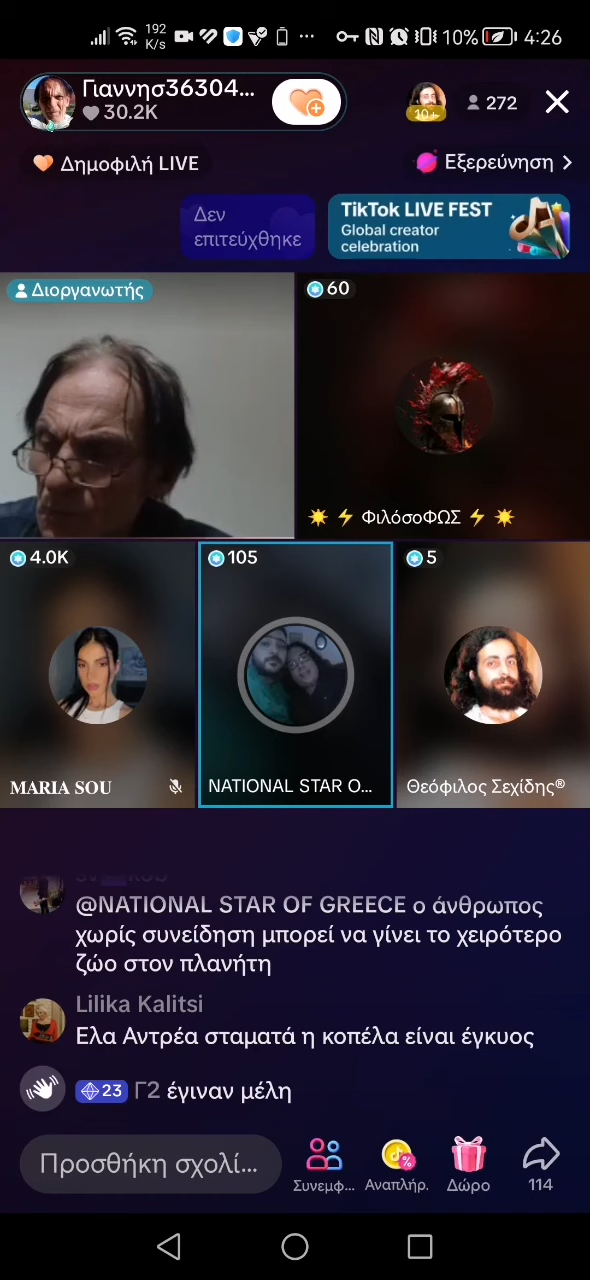 192
K/s
10%
4:26
Γιαννησ36304...
30.2K
10+
272
Δημοφιλή LIVE
Εξερεύνηση
Δεν
επιτεύχθηκε
TikTok LIVE FEST
Global creator
celebration
Διοργανωτής
60
ΦιλόσοΦΩΣ
4.0K
105
5
MARIA SOU
NATIONAL STAR O...
Θεόφιλος Σεχίδης®
@NATIONAL STAR OF GREECE ο άνθρωπος
χωρίς συνείδηση μπορεί να γίνει το χειρότερο
ζώο στον πλανήτη
Lilika Kalitsi
Ελα Αντρέα σταματά η κοπέλα είναι έγκυος
23 Γ2 έγιναν μέλη
Προσθήκη σχολί...
Συνεμφ...
Αναπλήρ.
Δώρο
114